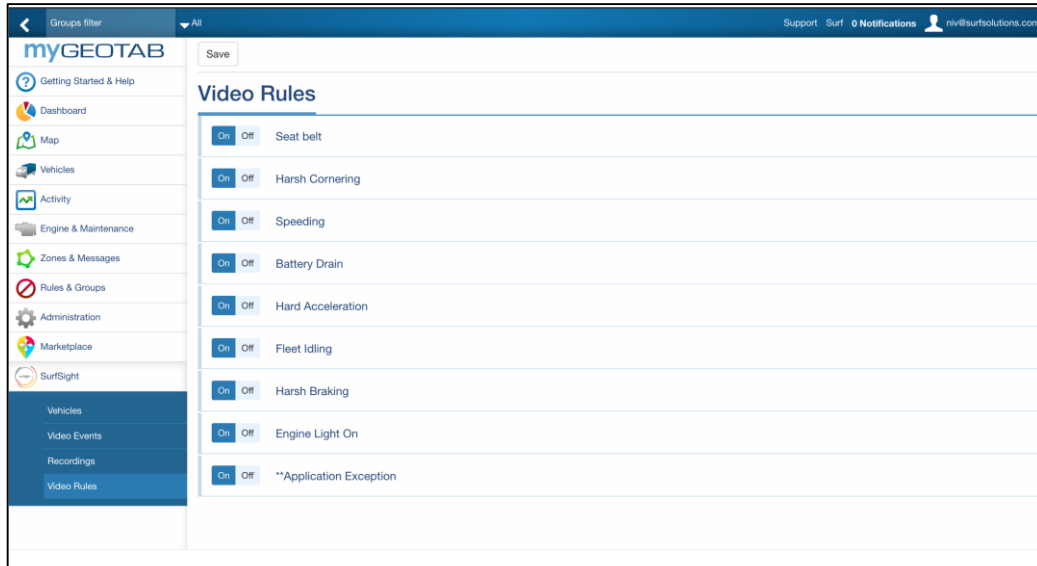 Groups filter All Support Surf 0 Notifications niv@surfsolutions.com
myGEOTAB
Save
Getting Started & Help
Video Rules
Dashboard
On Off Seat belt
Map
Vehicles
On Off Harsh Cornering
Activity
On Off Speeding
Engine & Maintenance
Zones & Messages
On Off Battery Drain
Rules & Groups
On Off Hard Acceleration
Administration
Marketplace
On Off Fleet Idling
SurfSight
On Off Harsh Braking
Vehicles
Video Events
On Off Engine Light On
Recordings
On Off **Application Exception
Video Rules